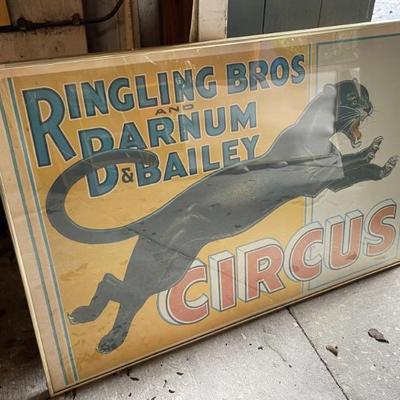 RINGLING BROS
AND
BARNUM
& BAILEY
CIRCUS